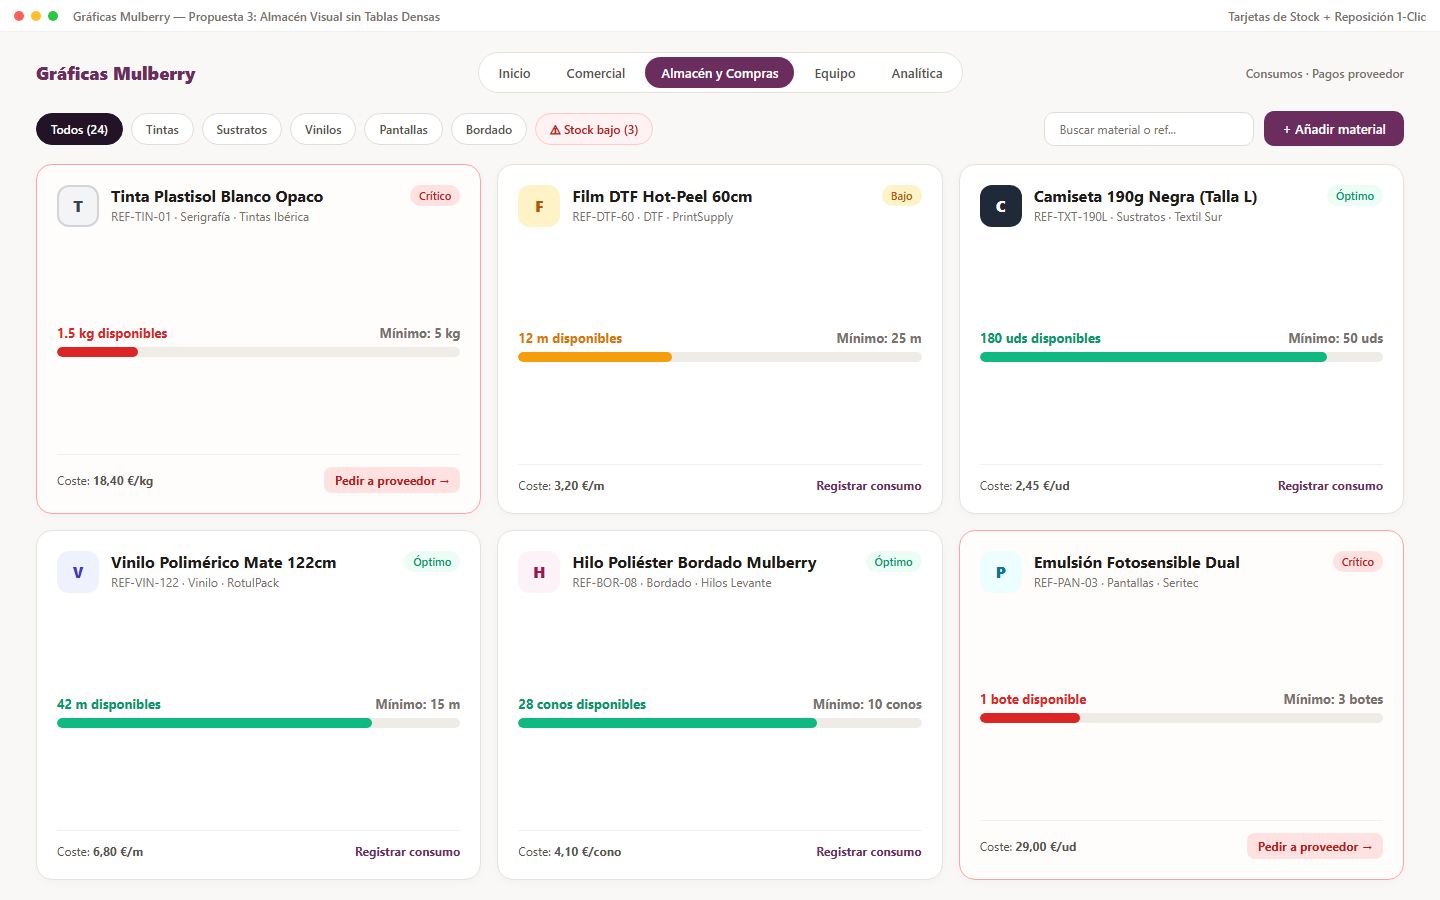 Gráficas Mulberry — Propuesta 3: Almacén Visual sin Tablas Densas
Tarjetas de Stock + Reposición 1-Clic
Gráficas Mulberry
Inicio
Comercial
Almacén y Compras
Equipo
Analítica
Consumos · Pagos proveedor
Todos (24)
Tintas
Sustratos
Vinilos
Pantallas
Bordado
⚠ Stock bajo (3)
Buscar material o ref...
+ Añadir material
T
Tinta Plastisol Blanco Opaco
REF-TIN-01 · Serigrafía · Tintas Ibérica
Crítico
1.5 kg disponibles
Mínimo: 5 kg
Coste: 18,40 €/kg
Pedir a proveedor →
F
Film DTF Hot-Peel 60cm
REF-DTF-60 · DTF · PrintSupply
Bajo
12 m disponibles
Mínimo: 25 m
Coste: 3,20 €/m
Registrar consumo
C
Camiseta 190g Negra (Talla L)
REF-TXT-190L · Sustratos · Textil Sur
Óptimo
180 uds disponibles
Mínimo: 50 uds
Coste: 2,45 €/ud
Registrar consumo
V
Vinilo Polimérico Mate 122cm
REF-VIN-122 · Vinilo · RotulPack
Óptimo
42 m disponibles
Mínimo: 15 m
Coste: 6,80 €/m
Registrar consumo
H
Hilo Poliéster Bordado Mulberry
REF-BOR-08 · Bordado · Hilos Levante
Óptimo
28 conos disponibles
Mínimo: 10 conos
Coste: 4,10 €/cono
Registrar consumo
P
Emulsión Fotosensible Dual
REF-PAN-03 · Pantallas · Seritec
Crítico
1 bote disponible
Mínimo: 3 botes
Coste: 29,00 €/ud
Pedir a proveedor →